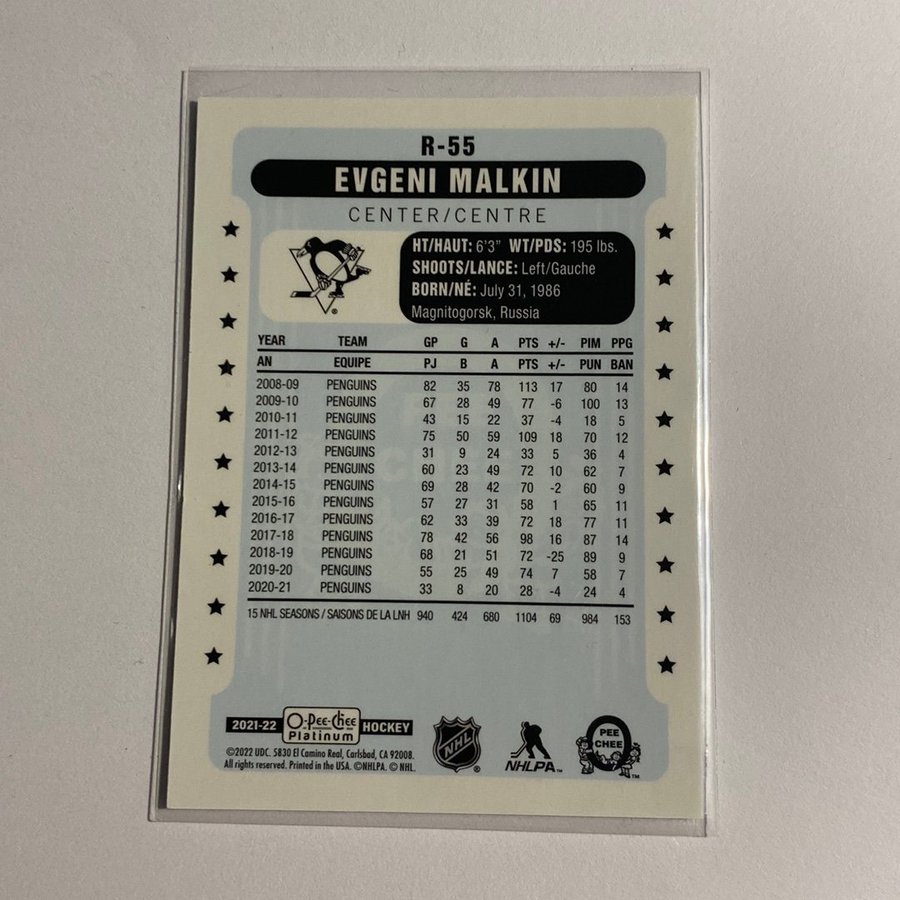 R-55
EVGENI MALKIN
CENTER/CENTRE
HT/HAUT: 6'3" WT/PDS: 195 lbs.
SHOOTS/LANCE: Left/Gauche
BORN/NÉ: July 31, 1986
Magnitogorsk, Russia
YEAR TEAM GP G A PTS +/- PIM PPG
AN EQUIPE PJ B A PTS +/- PUN BAN
2008-09 PENGUINS 82 35 78 113 17 80 14
2009-10 PENGUINS 67 28 49 77 -6 100 13
2010-11 PENGUINS 43 15 22 37 -4 18 5
2011-12 PENGUINS 75 50 59 109 18 70 12
2012-13 PENGUINS 31 9 24 33 5 36 4
2013-14 PENGUINS 60 23 49 72 10 62 7
2014-15 PENGUINS 69 28 42 70 -2 60 9
2015-16 PENGUINS 57 27 31 58 1 65 11
2016-17 PENGUINS 62 33 39 72 18 77 11
2017-18 PENGUINS 78 42 56 98 16 87 14
2018-19 PENGUINS 68 21 51 72 -25 89 9
2019-20 PENGUINS 55 25 49 74 7 58 7
2020-21 PENGUINS 33 8 20 28 -4 24 4
15 NHL SEASONS / SAISONS DE LA LNH 940 424 680 1104 69 984 153
2021-22 O-Pee-Chee Platinum HOCKEY
©2022 UDC. 5830 El Camino Real, Carlsbad, CA 92008.
All rights reserved. Printed in the USA. ©NHLPA. © NHL.
NHL ®
NHLPA™
O PEE CHEE ™